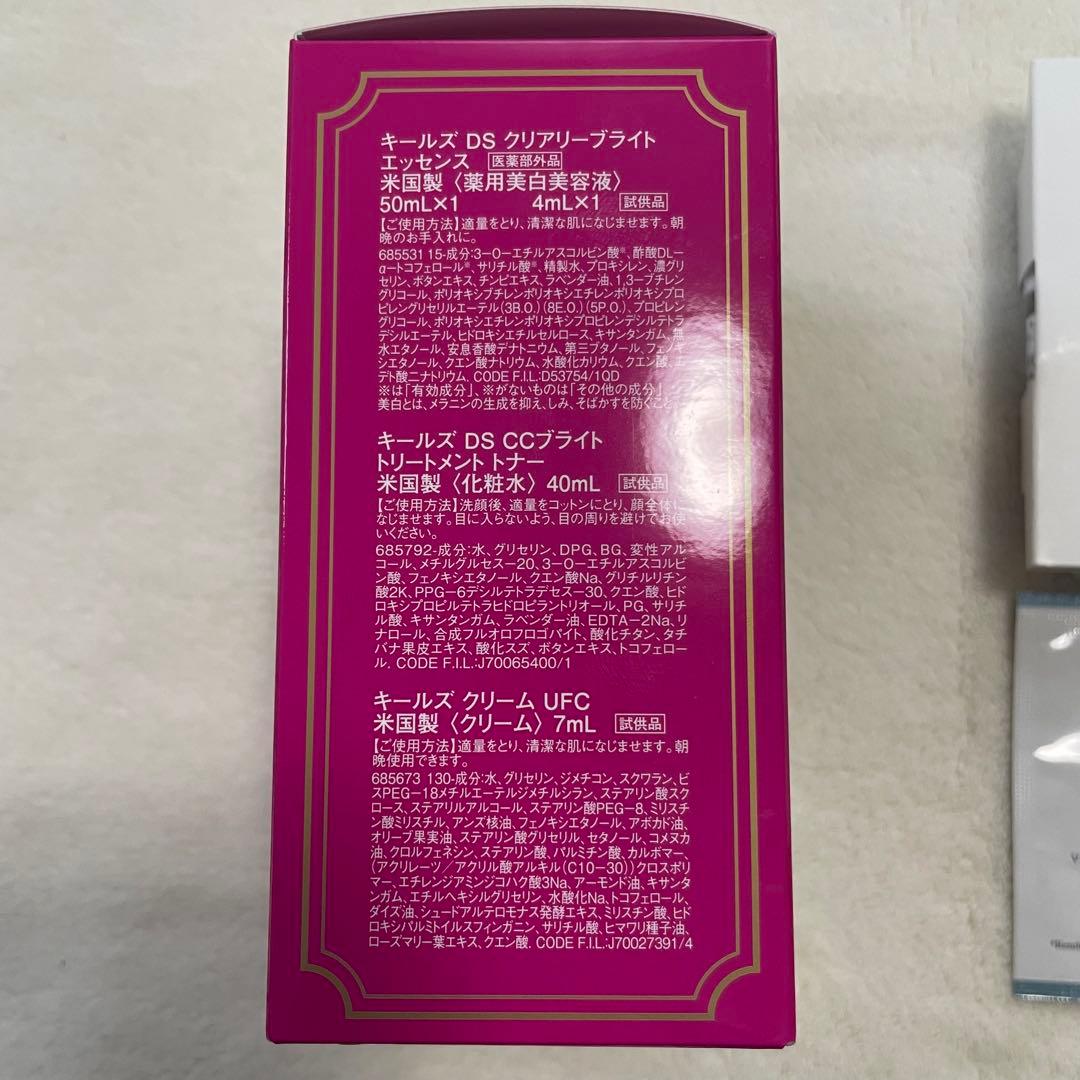 キールズ DS クリアリーブライト
エッセンス 医薬部外品
米国製〈薬用美白美容液〉
50mL×1 4mL×1 試供品
【ご使用方法】適量をとり、清潔な肌になじませます。朝
晩のお手入れに。
685531 15-成分:3-O-エチルアスコルビン酸※、酢酸DL-
α-トコフェロール※、サリチル酸※、精製水、プロキシレン、濃グリ
セリン、ボタンエキス、チンピエキス、ラベンダー油、1,3-ブチレン
グリコール、ポリオキシブチレンポリオキシエチレンポリオキシプロ
ピレングリセリルエーテル(3B.O.)(8E.O.)(5P.O.)、プロピレン
グリコール、ポリオキシエチレンポリオキシプロピレンデシルテトラ
デシルエーテル、ヒドロキシエチルセルロース、キサンタンガム、無
水エタノール、安息香酸デナトニウム、第三ブタノール、フェノキ
シエタノール、クエン酸ナトリウム、水酸化カリウム、クエン酸、エ
デト酸二ナトリウム、CODE F.I.L:D53754/10D
※は「有効成分」、※がないものは「その他の成分」
美白とは、メラニンの生成を抑え、しみ、そばかすを防ぐこと。
キールズ DS CCブライト
トリートメント トナー
米国製〈化粧水〉40mL 試供品
【ご使用方法】洗顔後、適量をコットンにとり、顔全体に
なじませます。目に入らないよう、目の周りを避けてお使
いください。
685792-成分:水、グリセリン、DPG、BG、変性アル
コール、メチルグルセス-20、3-O-エチルアスコルビ
ン酸、フェノキシエタノール、クエン酸Na、グリチルリチン
酸2K、PPG-6デシルテトラデセス-30、クエン酸、ヒド
ロキシプロピルテトラヒドロピラントリオール、PG、サリチ
ル酸、キサンタンガム、ラベンダー油、EDTA-2Na、リ
ナロール、合成フルオロフロゴパイト、酸化チタン、タチ
バナ果皮エキス、酸化スズ、ボタンエキス、トコフェロ
ール. CODE F.I.L.:J70065400/1
キールズ クリーム UFC
米国製〈クリーム〉7mL 試供品
【ご使用方法】適量をとり、清潔な肌になじませます。朝
晩使用できます。
685673 130-成分:水、グリセリン、ジメチコン、スクワラン、ビ
スPEG-18メチルエーテルジメチルシラン、ステアリン酸スク
ロース、ステアリルアルコール、ステアリン酸PEG-8、ミリスチ
ン酸ミリスチル、アンズ核油、フェノキシエタノール、アボカド油、
オリーブ果実油、ステアリン酸グリセリル、セタノール、コメヌカ
油、クロルフェネシン、ステアリン酸、パルミチン酸、カルボマー、
(アクリレーツ/アクリル酸アルキル(C10-30))クロスポリ
マー、エチレンジアミンジコハク酸3Na、アーモンド油、キサンタ
ンガム、エチルヘキシルグリセリン、水酸化Na、トコフェロール、
ダイズ油、シュードアルテロモナス発酵エキス、ミリスチン酸、ヒド
ロキシパルミトイルスフィンガニン、サリチル酸、ヒマワリ種子油、
ローズマリー葉エキス、クエン酸. CODE F.I.L:J70027391/4